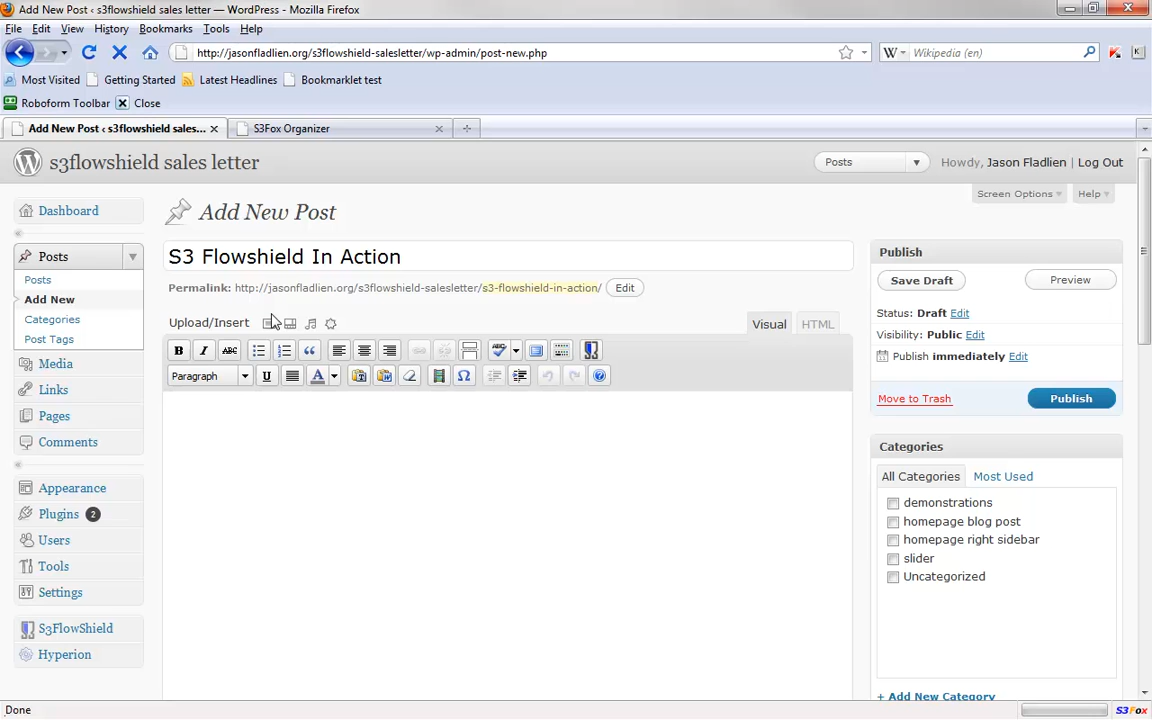 Add New Post ‹ s3flowshield sales letter — WordPress - Mozilla Firefox
File Edit View History Bookmarks Tools Help
http://jasonfladlien.org/s3flowshield-salesletter/wp-admin/post-new.php
W Wikipedia (en)
K
Most Visited Getting Started Latest Headlines Bookmarklet test
Roboform Toolbar Close
Add New Post ‹ s3flowshield sales... S3Fox Organizer
s3flowshield sales letter
Posts
Howdy, Jason Fladlien | Log Out
Screen Options Help
Dashboard
Posts
Posts
Add New
Categories
Post Tags
Media
Links
Pages
Comments
Appearance
Plugins 2
Users
Tools
Settings
S3FlowShield
Hyperion
Add New Post
S3 Flowshield In Action
Permalink: http://jasonfladlien.org/s3flowshield-salesletter/s3-flowshield-in-action/ Edit
Upload/Insert
Visual HTML
B I ABC
Paragraph U A Ω
Publish
Save Draft Preview
Status: Draft Edit
Visibility: Public Edit
Publish immediately Edit
Move to Trash Publish
Categories
All Categories Most Used
demonstrations
homepage blog post
homepage right sidebar
slider
Uncategorized
+ Add New Category
Done
S3Fox